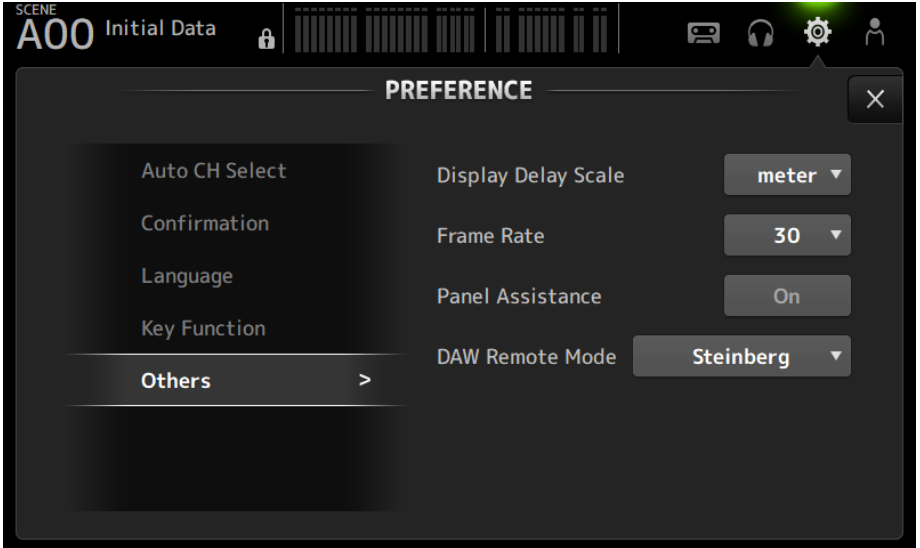 SCENE
A00 Initial Data
PREFERENCE
Auto CH Select
Confirmation
Language
Key Function
Others >
Display Delay Scale meter
Frame Rate 30
Panel Assistance On
DAW Remote Mode Steinberg